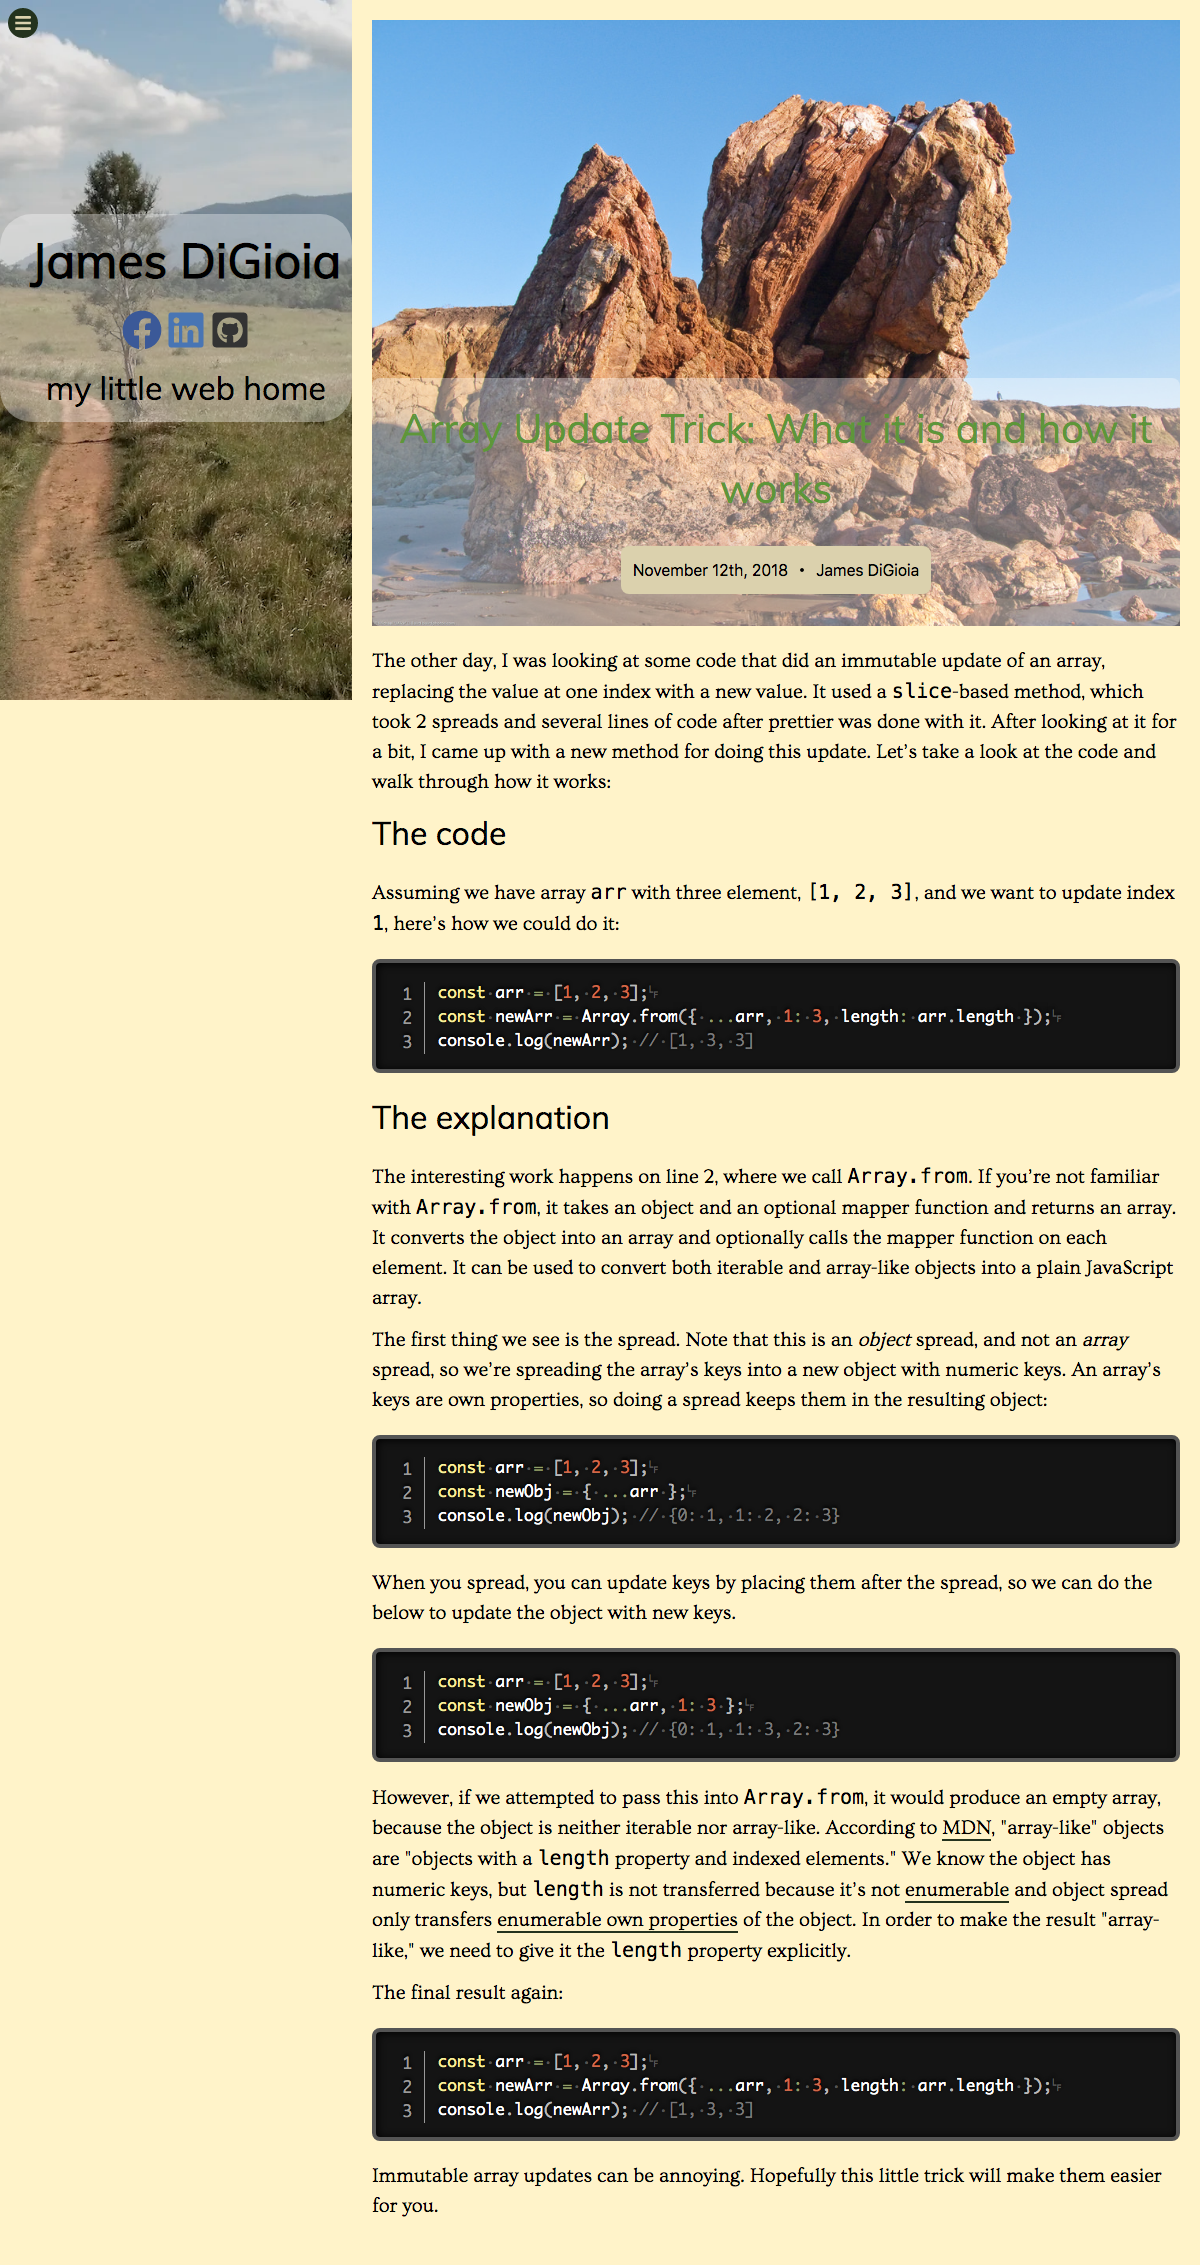 James DiGioia
my little web home
Array Update Trick: What it is and how it
works
November 12th, 2018 • James DiGioia
The other day, I was looking at some code that did an immutable update of an array,
replacing the value at one index with a new value. It used a slice-based method, which
took 2 spreads and several lines of code after prettier was done with it. After looking at it for
a bit, I came up with a new method for doing this update. Let’s take a look at the code and
walk through how it works:
The code
Assuming we have array arr with three element, [1, 2, 3], and we want to update index
1, here’s how we could do it:
1 const arr = [1, 2, 3];
2 const newArr = Array.from({ ...arr, 1: 3, length: arr.length });
3 console.log(newArr); // [1, 3, 3]
The explanation
The interesting work happens on line 2, where we call Array.from. If you’re not familiar
with Array.from, it takes an object and an optional mapper function and returns an array.
It converts the object into an array and optionally calls the mapper function on each
element. It can be used to convert both iterable and array-like objects into a plain JavaScript
array.
The first thing we see is the spread. Note that this is an object spread, and not an array
spread, so we’re spreading the array’s keys into a new object with numeric keys. An array’s
keys are own properties, so doing a spread keeps them in the resulting object:
1 const arr = [1, 2, 3];
2 const newObj = { ...arr };
3 console.log(newObj); // {0: 1, 1: 2, 2: 3}
When you spread, you can update keys by placing them after the spread, so we can do the
below to update the object with new keys.
1 const arr = [1, 2, 3];
2 const newObj = { ...arr, 1: 3 };
3 console.log(newObj); // {0: 1, 1: 3, 2: 3}
However, if we attempted to pass this into Array.from, it would produce an empty array,
because the object is neither iterable nor array-like. According to MDN, "array-like" objects
are "objects with a length property and indexed elements." We know the object has
numeric keys, but length is not transferred because it’s not enumerable and object spread
only transfers enumerable own properties of the object. In order to make the result "array-
like," we need to give it the length property explicitly.
The final result again:
1 const arr = [1, 2, 3];
2 const newArr = Array.from({ ...arr, 1: 3, length: arr.length });
3 console.log(newArr); // [1, 3, 3]
Immutable array updates can be annoying. Hopefully this little trick will make them easier
for you.